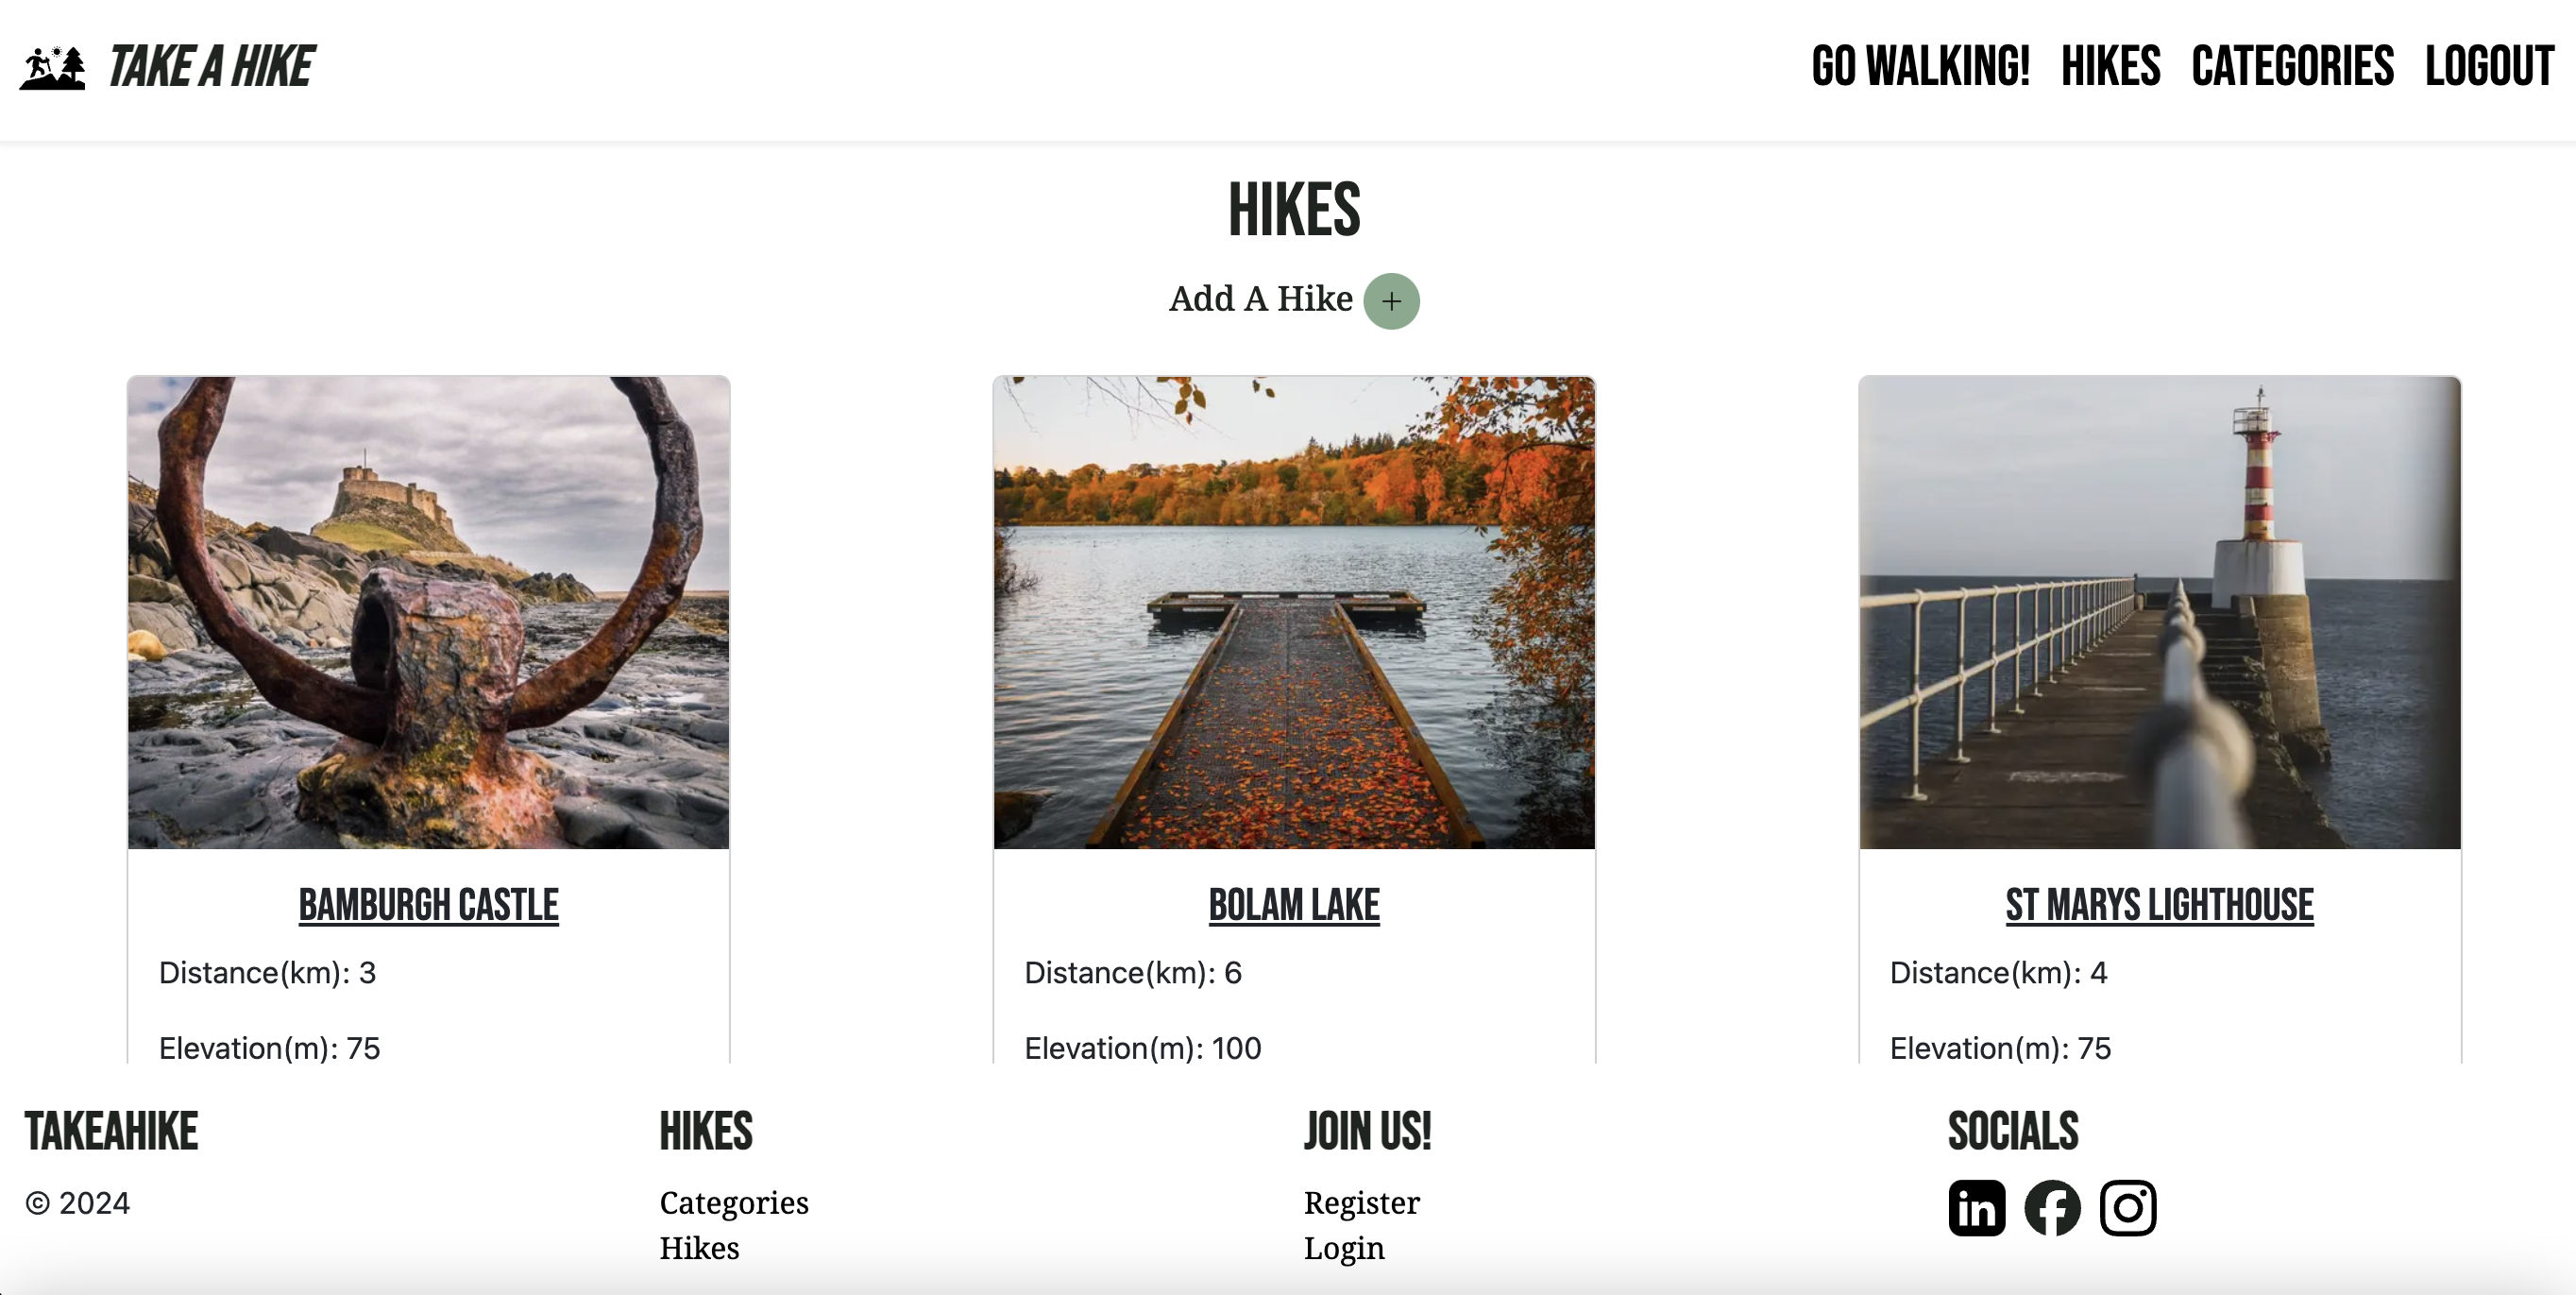 TAKE A HIKE
GO WALKING! HIKES CATEGORIES LOGOUT
HIKES
Add A Hike +
BAMBURGH CASTLE
Distance(km): 3
Elevation(m): 75
BOLAM LAKE
Distance(km): 6
Elevation(m): 100
ST MARYS LIGHTHOUSE
Distance(km): 4
Elevation(m): 75
TAKEAHIKE
© 2024
HIKES
Categories
Hikes
JOIN US!
Register
Login
SOCIALS
in